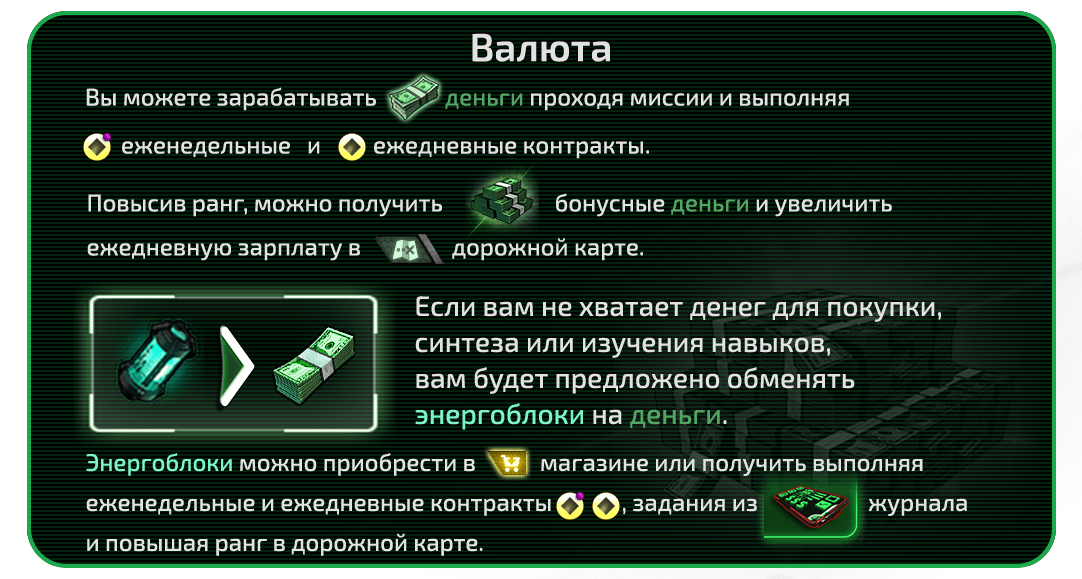 Валюта
Вы можете зарабатывать деньги проходя миссии и выполняя
еженедельные и ежедневные контракты.
Повысив ранг, можно получить бонусные деньги и увеличить
ежедневную зарплату в дорожной карте.
Если вам не хватает денег для покупки,
синтеза или изучения навыков,
вам будет предложено обменять
энергоблоки на деньги.
Энергоблоки можно приобрести в магазине или получить выполняя
еженедельные и ежедневные контракты , задания из журнала
и повышая ранг в дорожной карте.